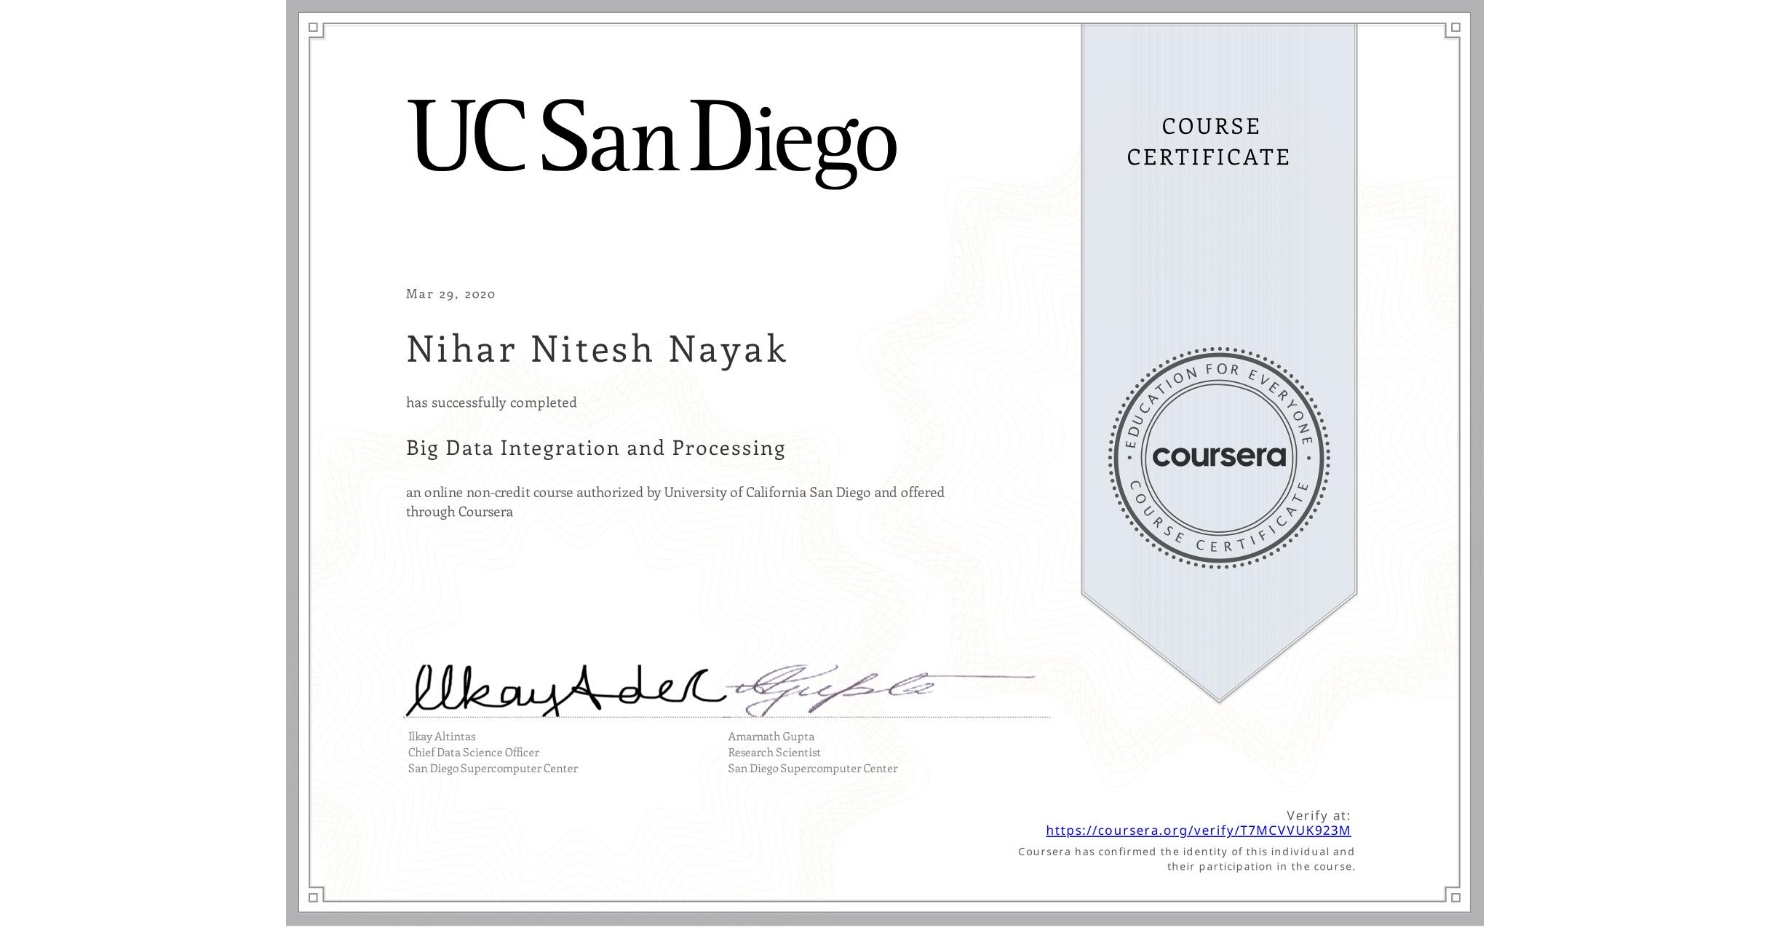 UC San Diego
COURSE
CERTIFICATE
Mar 29, 2020
Nihar Nitesh Nayak
has successfully completed
Big Data Integration and Processing
an online non-credit course authorized by University of California San Diego and offered
through Coursera
EDUCATION FOR EVERYONE
coursera
COURSE CERTIFICATE
Ilkay Altintas
Chief Data Science Officer
San Diego Supercomputer Center
Amarnath Gupta
Research Scientist
San Diego Supercomputer Center
Verify at:
https://coursera.org/verify/T7MCVVUK923M
Coursera has confirmed the identity of this individual and
their participation in the course.